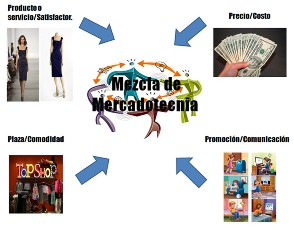 Producto o
servicio/Satisfactor.
Precio/Costo
Mezcla de
Mercadotecnia
Plaza/Comodidad
Promoción/Comunicación
TOPSHOP